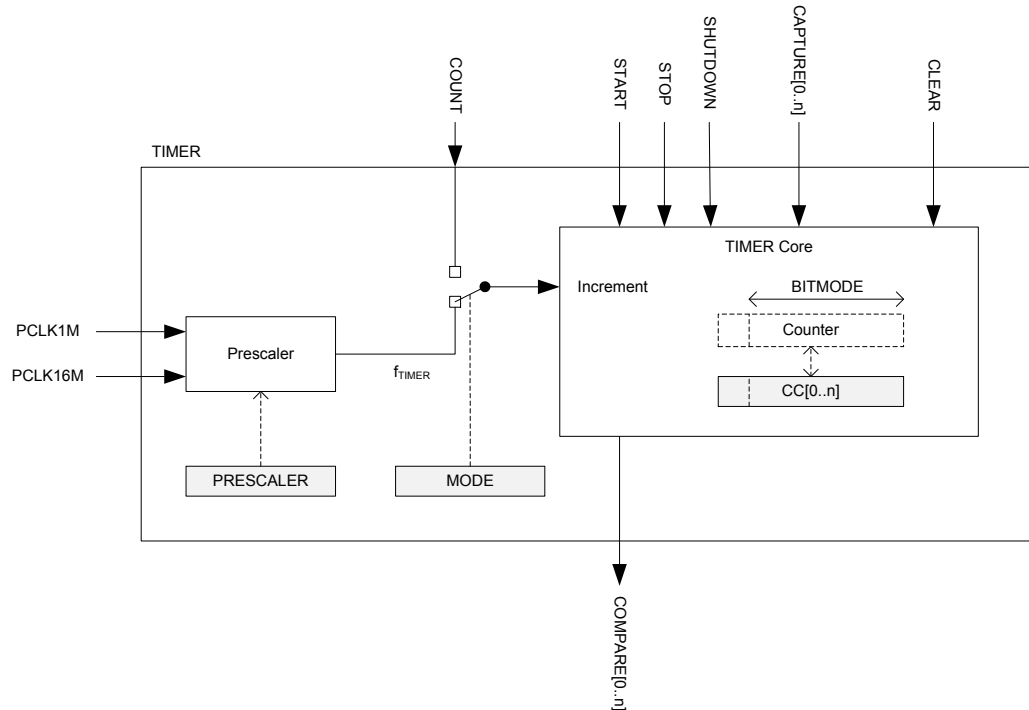 COUNT
START
STOP
SHUTDOWN
CAPTURE[0..n]
CLEAR
TIMER
TIMER Core
Increment
BITMODE
Counter
CC[0..n]
PCLK1M
PCLK16M
Prescaler
fTIMER
PRESCALER
MODE
COMPARE[0..n]